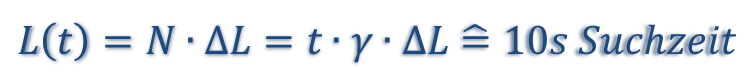 L(t) = N · ΔL = t · γ · ΔL ≙ 10s Suchzeit